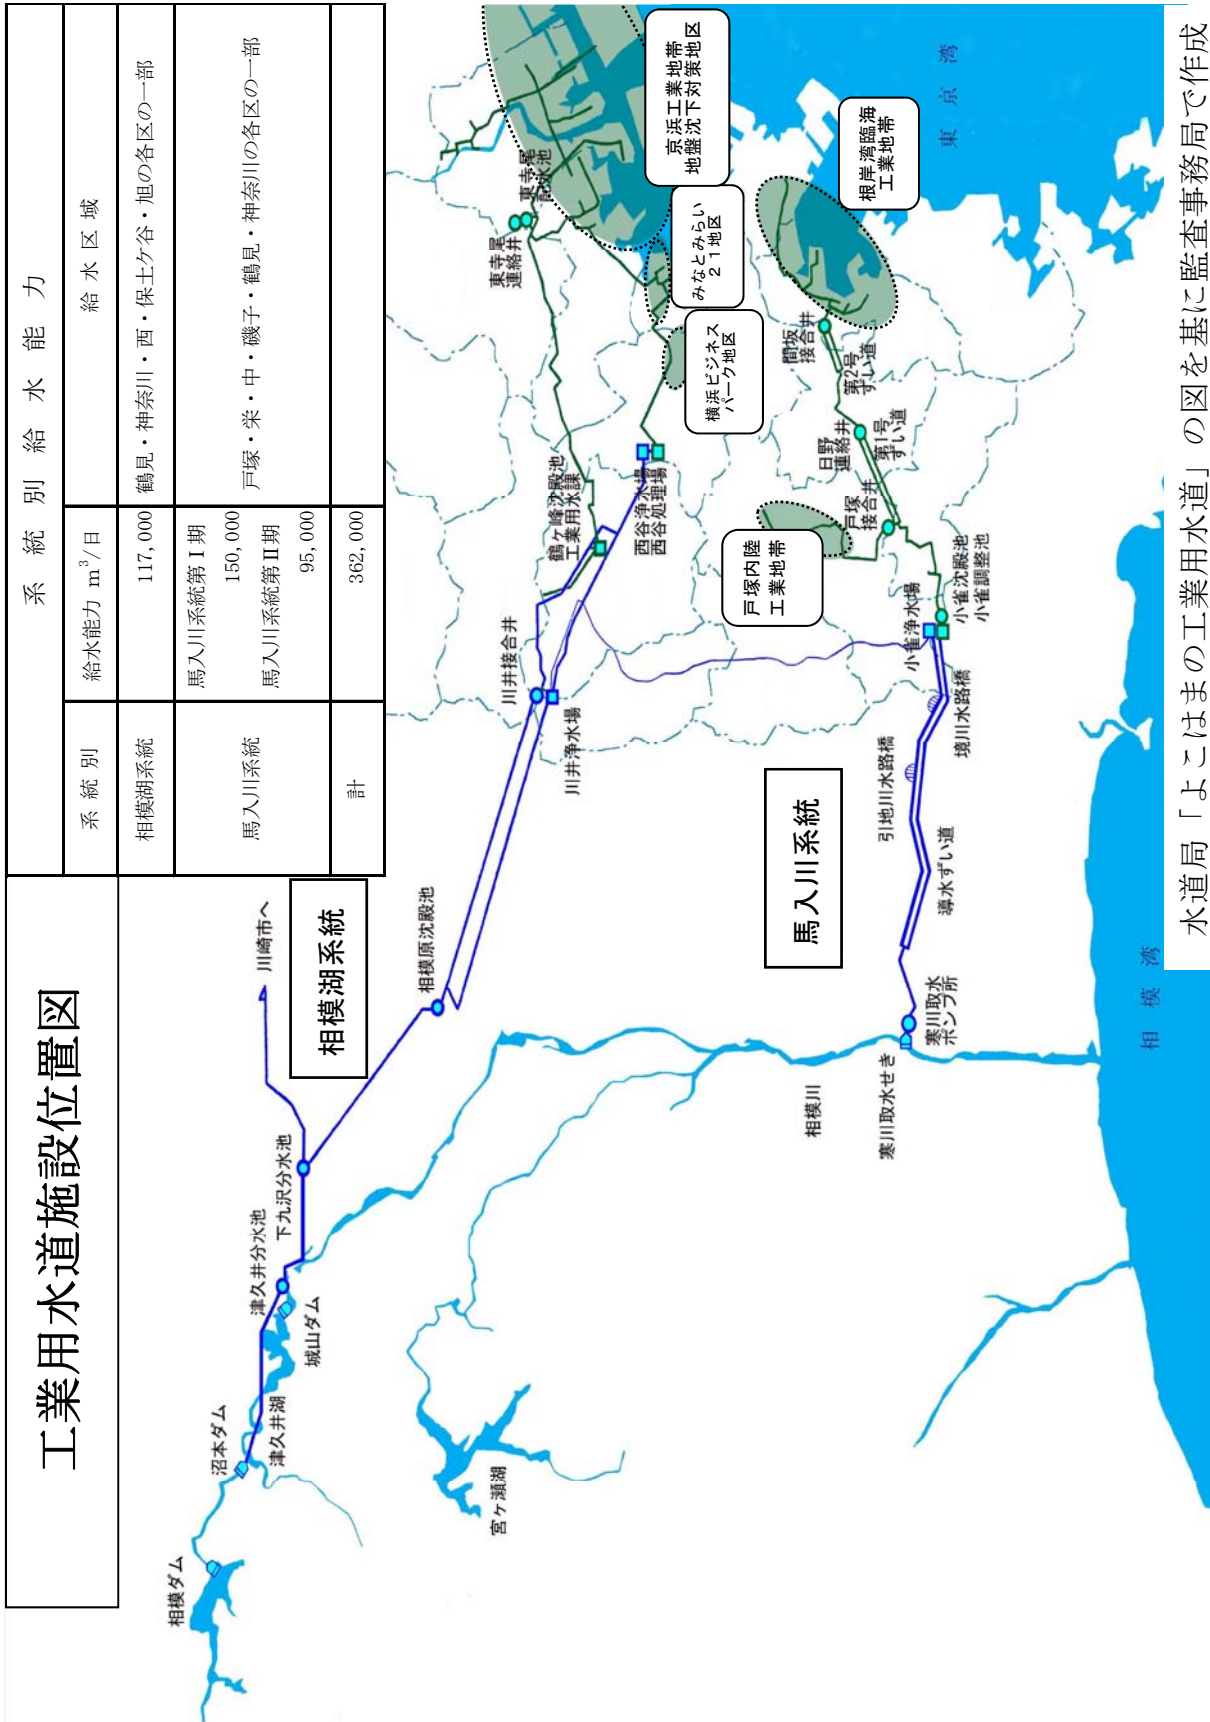 工業用水道施設位置図
系統別給水能力
系統別 給水能力 m³/日 給水区域
相模湖系統 117,000 鶴見・神奈川・西・保土ケ谷・旭の各区の一部
馬入川系統 馬入川系統第Ⅰ期 戸塚・栄・中・磯子・鶴見・神奈川の各区の一部
150,000
馬入川系統第Ⅱ期
95,000
計 362,000
相模湖系統
川崎市へ
相模ダム
沼本ダム
津久井湖
津久井分水池
城山ダム
下九沢分水池
相模原沈殿池
宮ヶ瀬湖
川井接合井
川井浄水場
鶴ケ峰沈殿池
工業用水課
西谷浄水場
西谷処理場
東寺尾
連絡井
東寺尾
配水池
京浜工業地帯
地盤沈下対策地区
みなとみらい
21地区
横浜ビジネス
パーク地区
根岸湾臨海
工業地帯
東京湾
間坂
接合井
第2号
ずい道
日野
連絡井
第1号
ずい道
戸塚
接合井
戸塚内陸
工業地帯
小雀浄水場
小雀沈殿池
小雀調整池
馬入川系統
引地川水路橋
境川水路橋
導水ずい道
寒川取水
ポンプ所
寒川取水せき
相模川
相模湾
水道局「よこはまの工業用水道」の図を基に監査事務局で作成